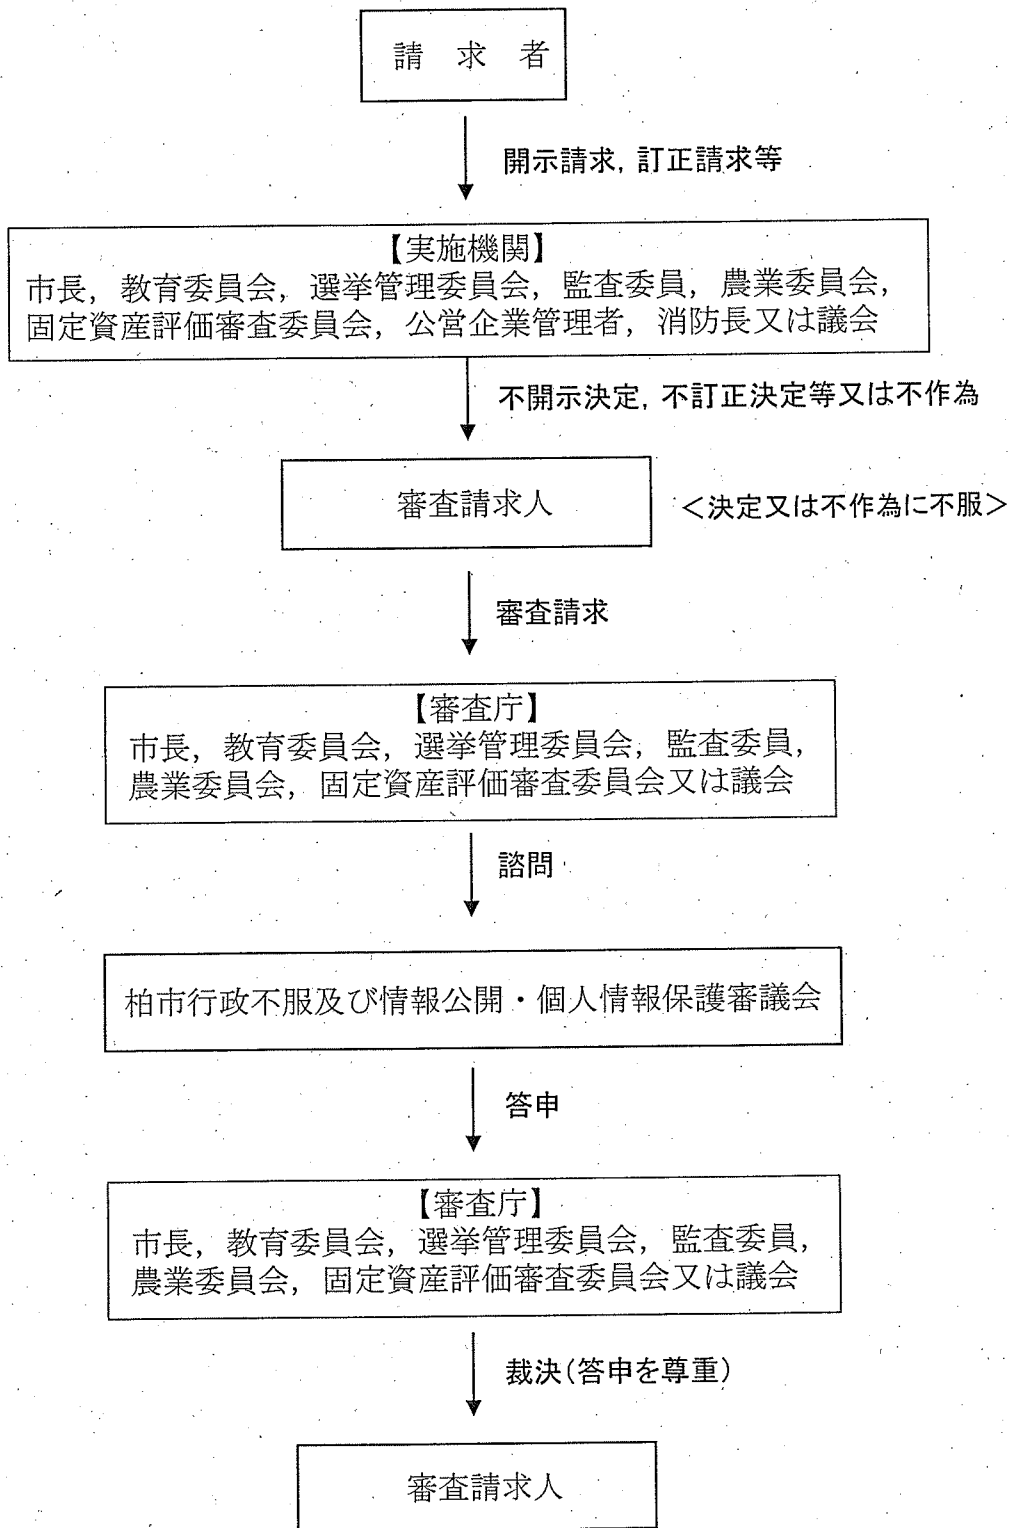 請　求　者
開示請求，訂正請求等
【実施機関】
市長，教育委員会，選挙管理委員会，監査委員，農業委員会，
固定資産評価審査委員会，公営企業管理者，消防長又は議会
不開示決定，不訂正決定等又は不作為
審査請求人
＜決定又は不作為に不服＞
審査請求
【審査庁】
市長，教育委員会，選挙管理委員会，監査委員，
農業委員会，固定資産評価審査委員会又は議会
諮問
柏市行政不服及び情報公開・個人情報保護審議会
答申
【審査庁】
市長，教育委員会，選挙管理委員会，監査委員，
農業委員会，固定資産評価審査委員会又は議会
裁決（答申を尊重）
審査請求人